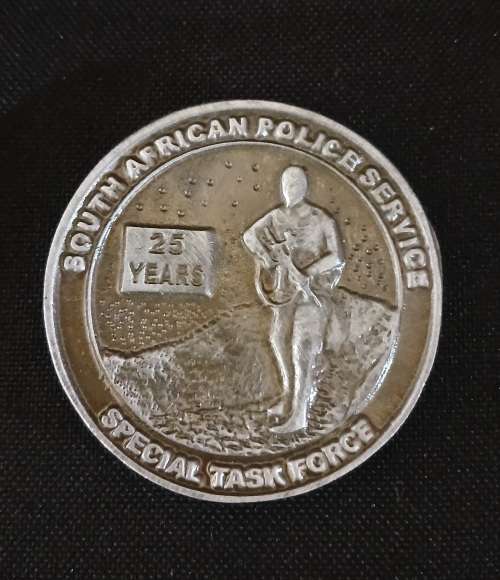 SOUTH AFRICAN POLICE SERVICE
25
YEARS
SPECIAL TASK FORCE